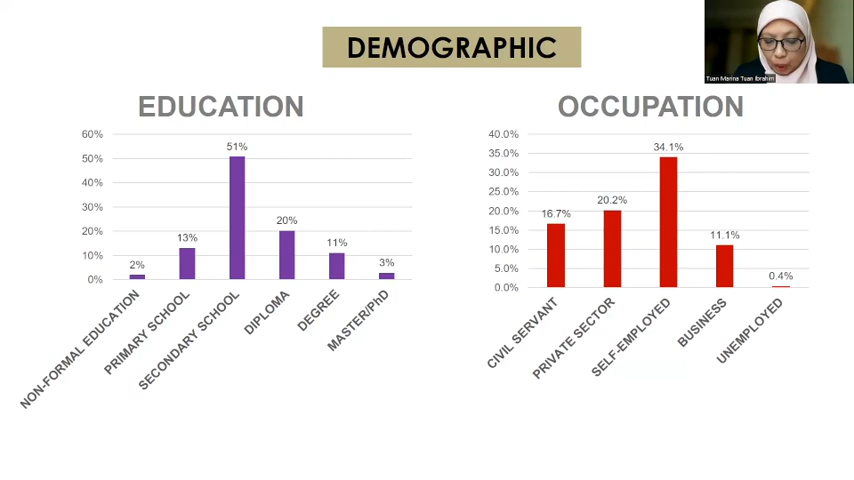 DEMOGRAPHIC
Tuan Marina Tuan Ibrahim
EDUCATION
60%
50%
40%
30%
20%
10%
0%
2%
13%
51%
20%
11%
3%
NON-FORMAL EDUCATION
PRIMARY SCHOOL
SECONDARY SCHOOL
DIPLOMA
DEGREE
MASTER/PhD
OCCUPATION
40.0%
35.0%
30.0%
25.0%
20.0%
15.0%
10.0%
5.0%
0.0%
16.7%
20.2%
34.1%
11.1%
0.4%
CIVIL SERVANT
PRIVATE SECTOR
SELF-EMPLOYED
BUSINESS
UNEMPLOYED